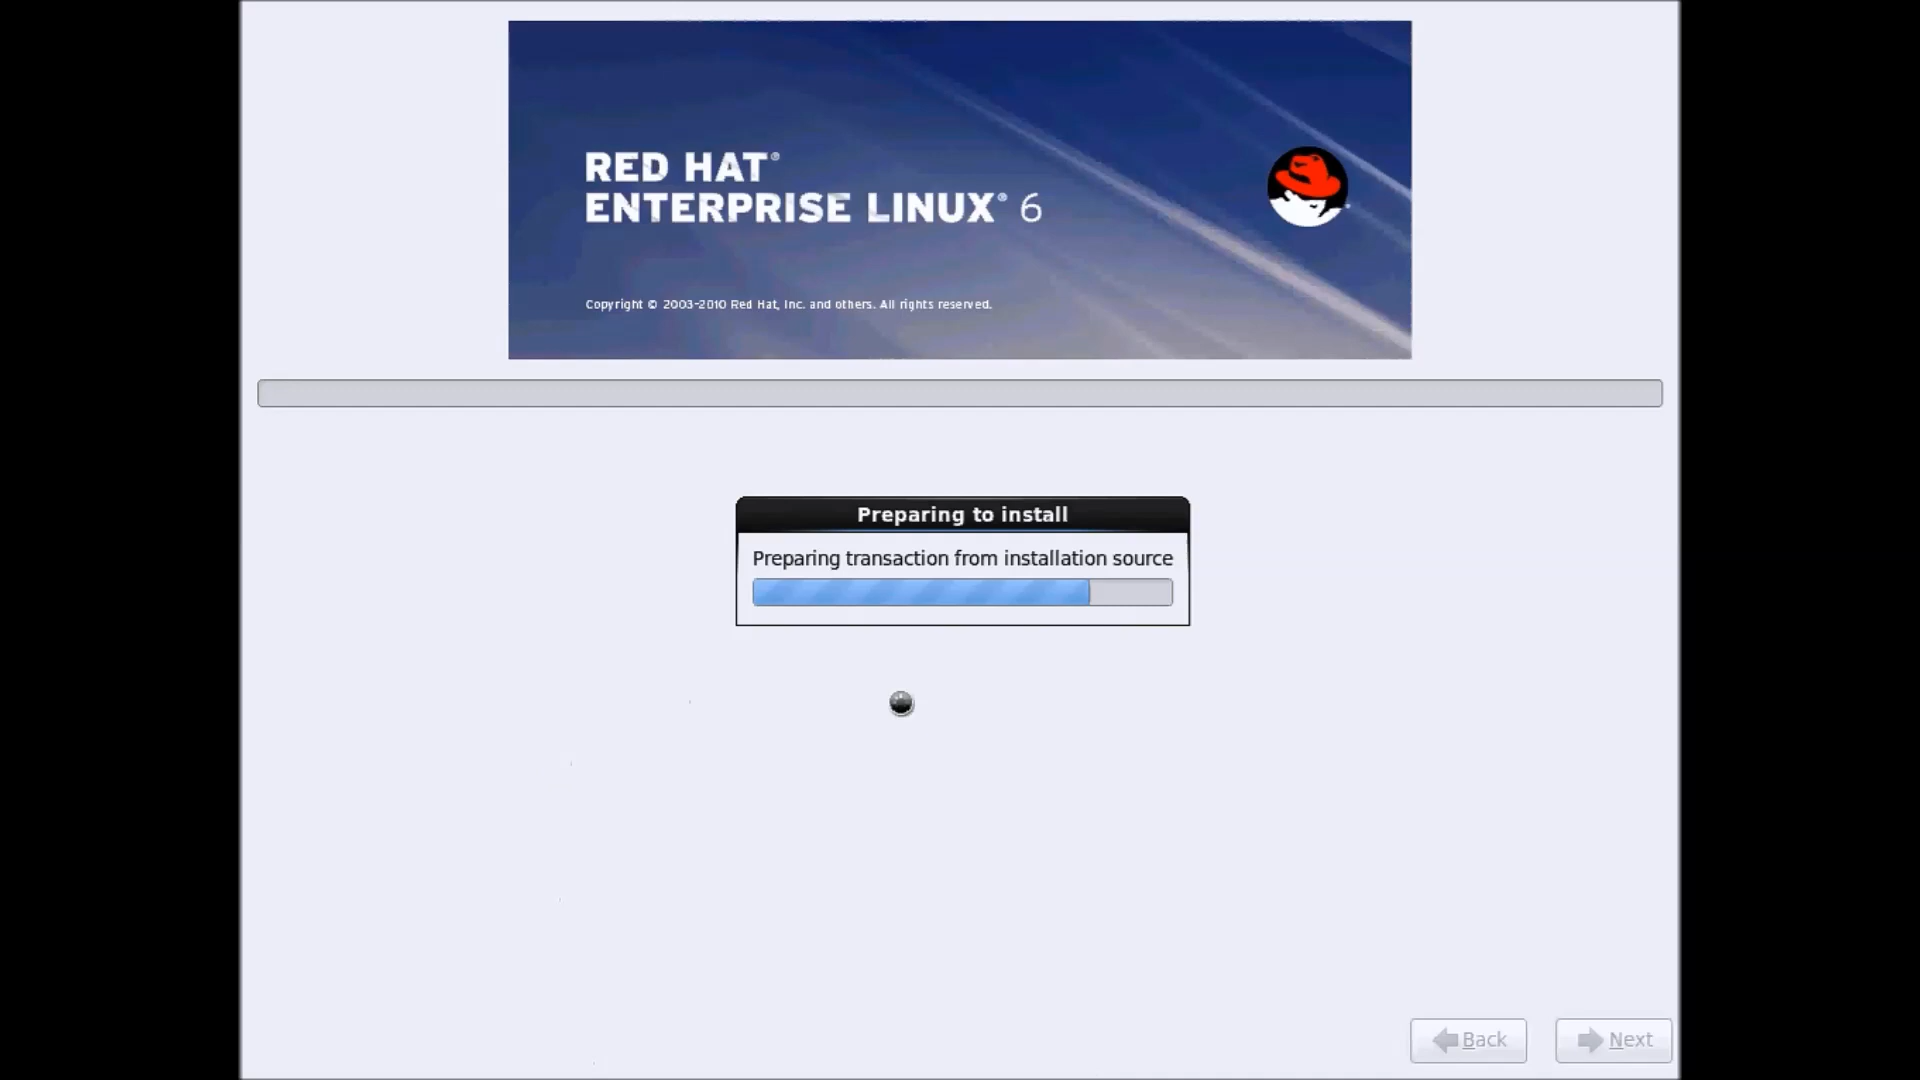 RED HAT®
ENTERPRISE LINUX® 6
Copyright © 2003-2010 Red Hat, Inc. and others. All rights reserved.
Preparing to install
Preparing transaction from installation source
Back
Next